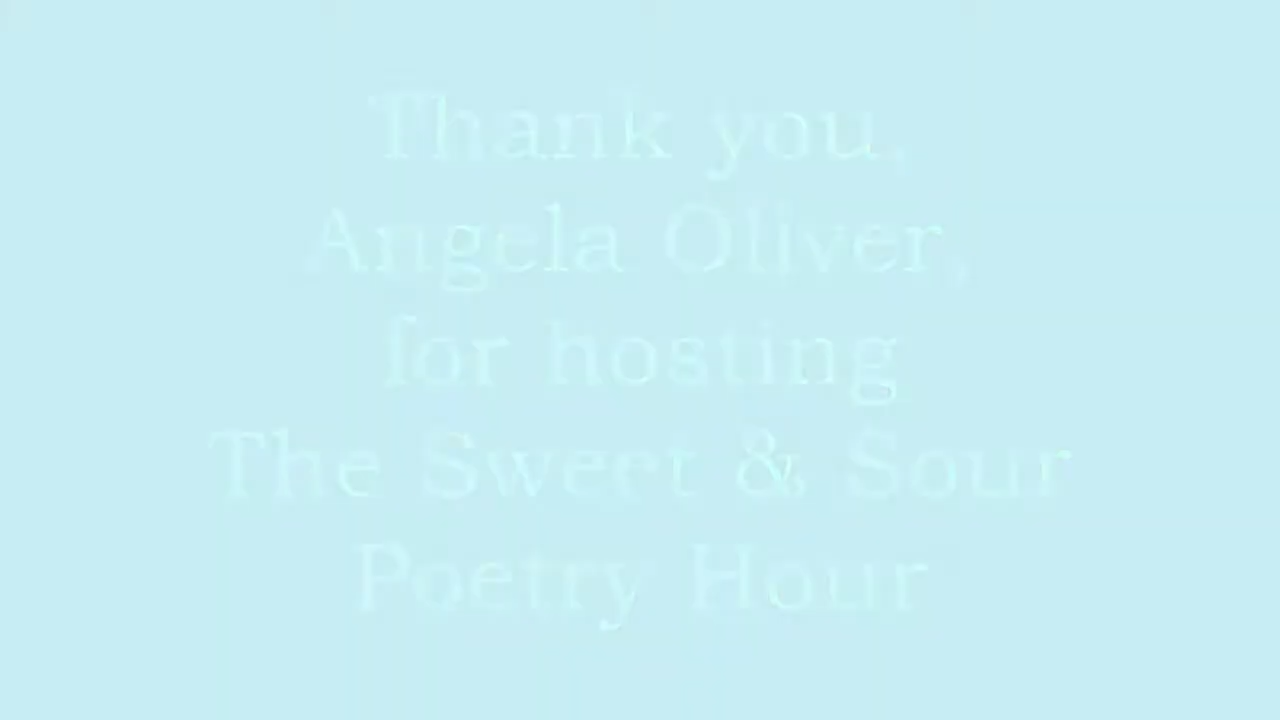 Thank you,
Angela Oliver,
for hosting
The Sweet & Sour
Poetry Hour